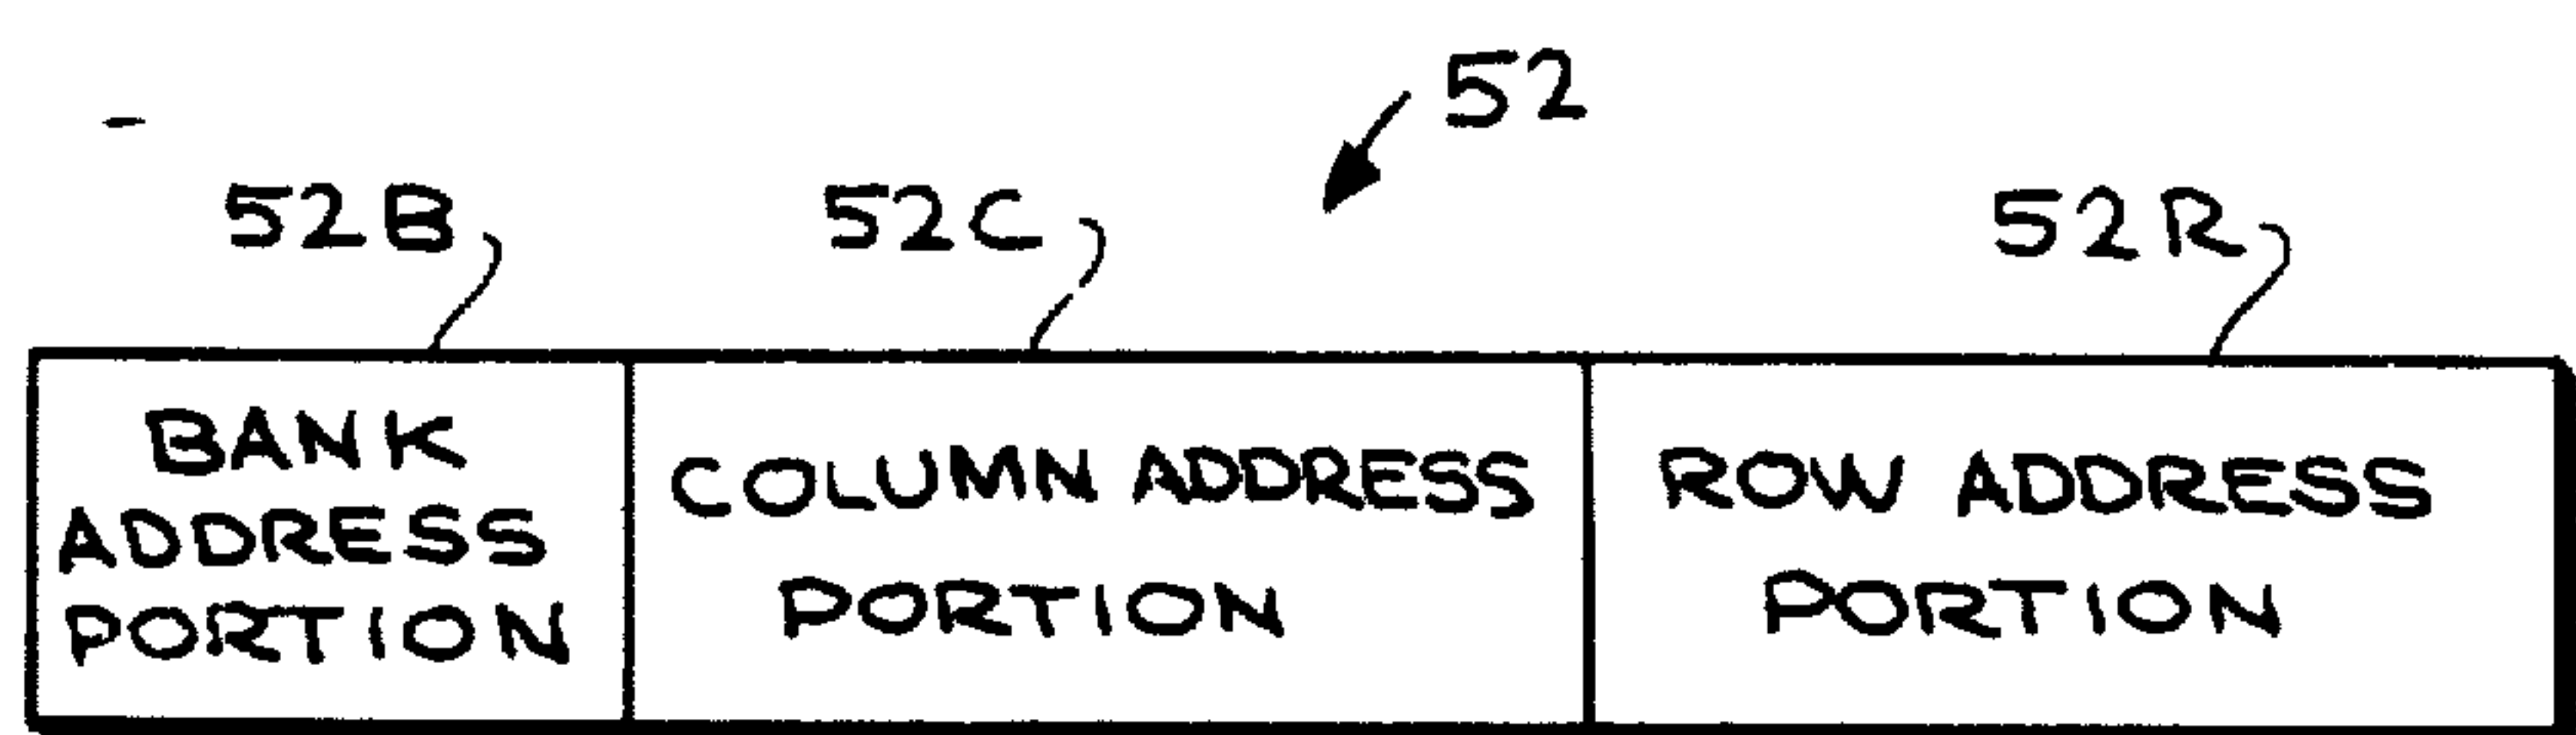 52
52B
52C
52R
BANK
ADDRESS
PORTION
COLUMN ADDRESS
PORTION
ROW ADDRESS
PORTION